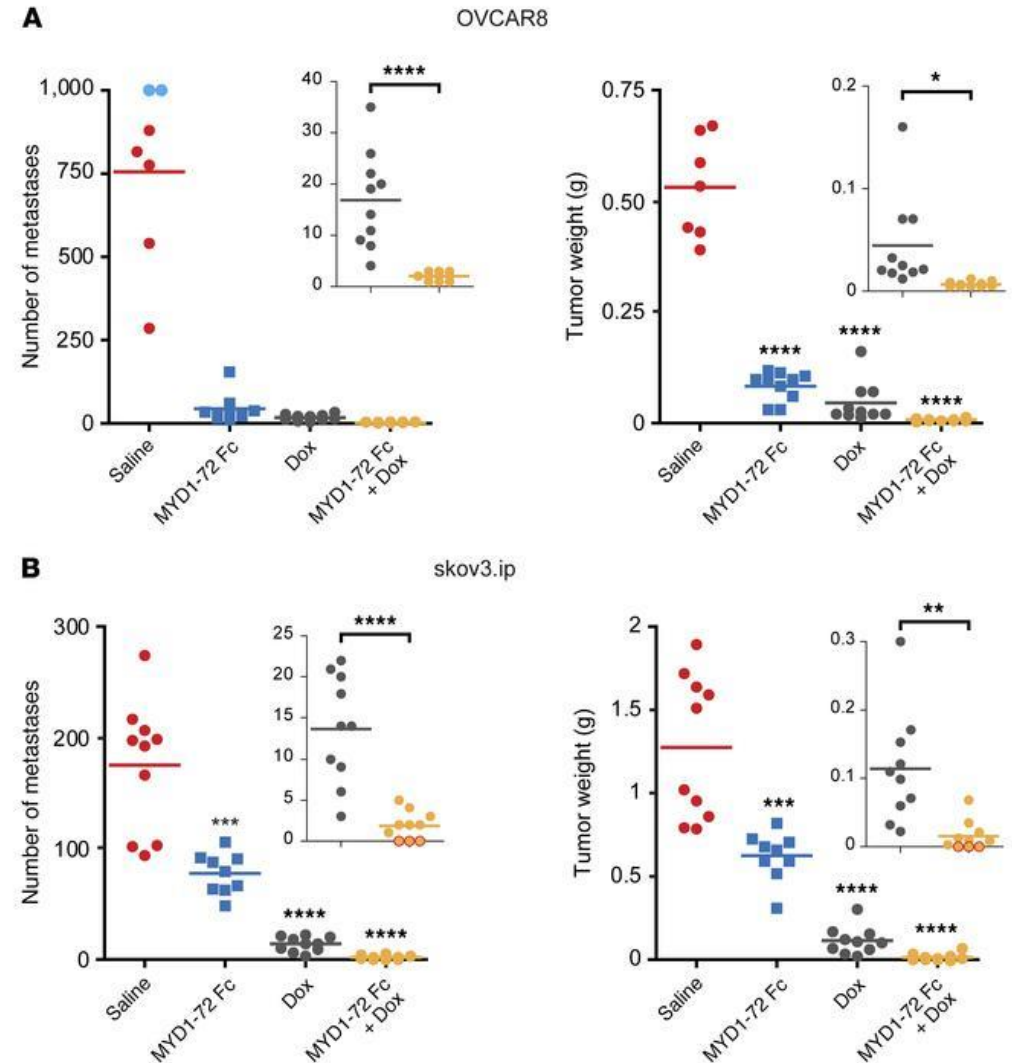 A
OVCAR8
Number of metastases
1,000
750
500
250
0
Saline
MYD1-72 Fc
Dox
MYD1-72 Fc
+ Dox
40
30
20
10
0
****
Tumor weight (g)
0.75
0.50
0.25
0
****
****
****
Saline
MYD1-72 Fc
Dox
MYD1-72 Fc
+ Dox
0.2
0.1
0
*
B
skov3.ip
Number of metastases
300
200
100
0
***
****
****
Saline
MYD1-72 Fc
Dox
MYD1-72 Fc
+ Dox
25
20
15
10
5
0
****
Tumor weight (g)
2
1.5
1
0.5
0
***
****
****
Saline
MYD1-72 Fc
Dox
MYD1-72 Fc
+ Dox
0.3
0.2
0.1
0
**